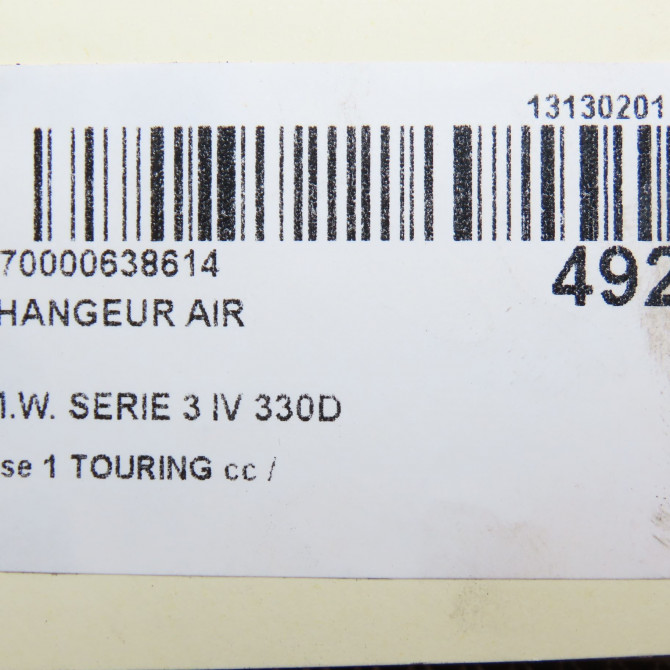 13130201
70000638614
492
HANGEUR AIR
.W. SERIE 3 IV 330D
se 1 TOURING cc /